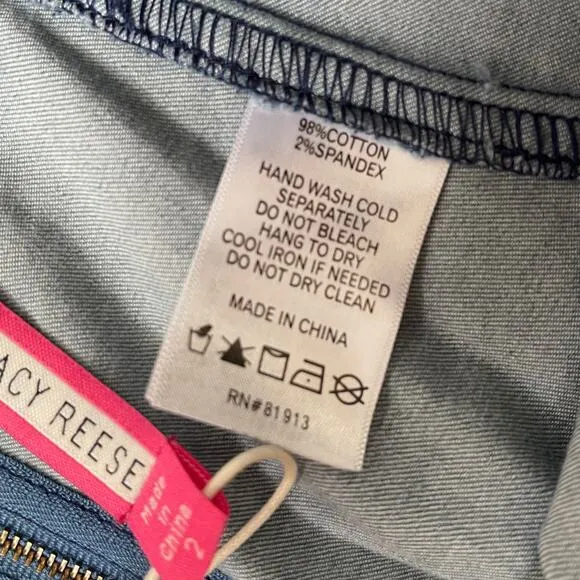 98%COTTON
2%SPANDEX
HAND WASH COLD
SEPARATELY
DO NOT BLEACH
HANG TO DRY
COOL IRON IF NEEDED
DO NOT DRY CLEAN
MADE IN CHINA
RN#81913
ACY REESE
Made
in
China
2